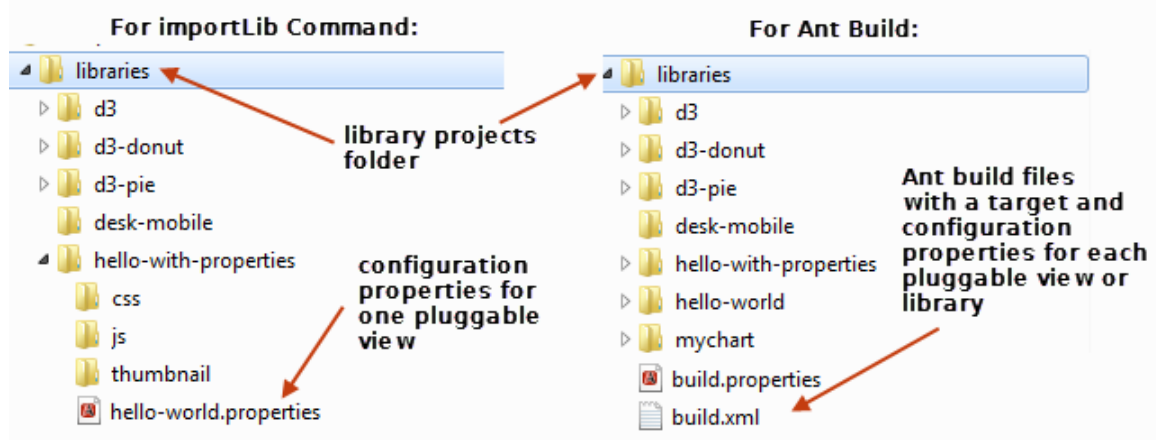 For importLib Command:
libraries
d3
d3-donut
d3-pie
desk-mobile
hello-with-properties
css
js
thumbnail
hello-world.properties
library projects
folder
configuration
properties for
one pluggable
view
For Ant Build:
libraries
d3
d3-donut
d3-pie
desk-mobile
hello-with-properties
hello-world
mychart
build.properties
build.xml
Ant build files
with a target and
configuration
properties for each
pluggable view or
library